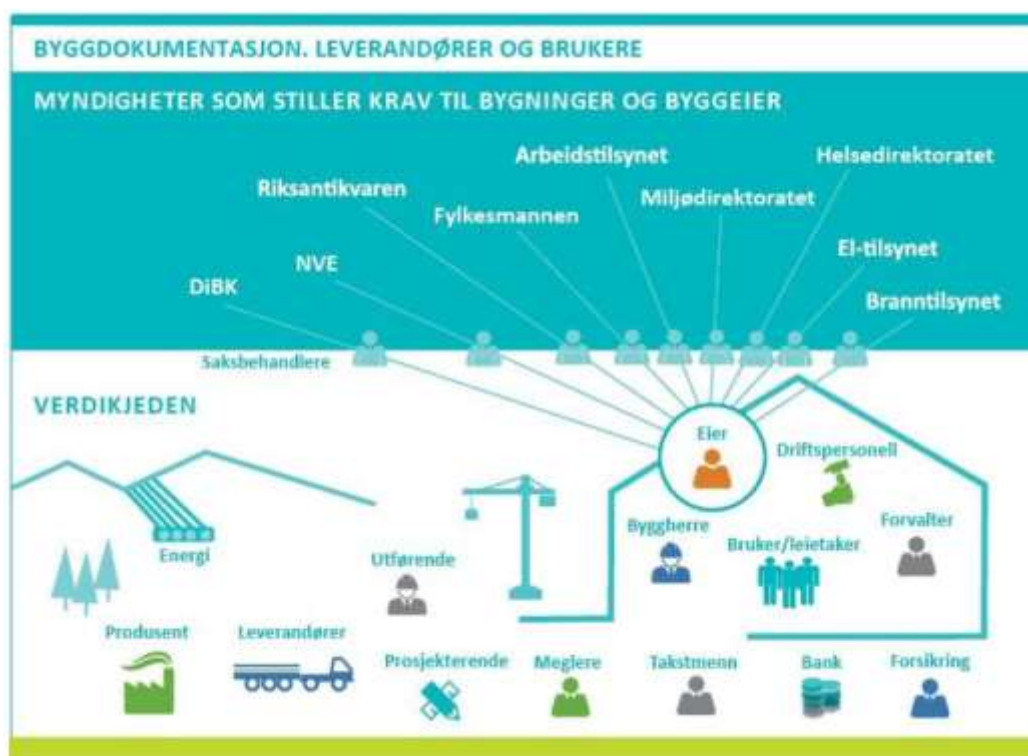 BYGGDOKUMENTASJON. LEVERANDØRER OG BRUKERE
MYNDIGHETER SOM STILLER KRAV TIL BYGNINGER OG BYGGEIER
Arbeidstilsynet
Helsedirektoratet
Riksantikvaren
Miljødirektoratet
Fylkesmannen
El-tilsynet
NVE
DiBK
Branntilsynet
Saksbehandlere
VERDIKJEDEN
Eier
Driftspersonell
Forvalter
Byggherre
Bruker/leietaker
Energi
Utførende
Produsent
Leverandører
Prosjekterende
Meglere
Takstmenn
Bank
Forsikring